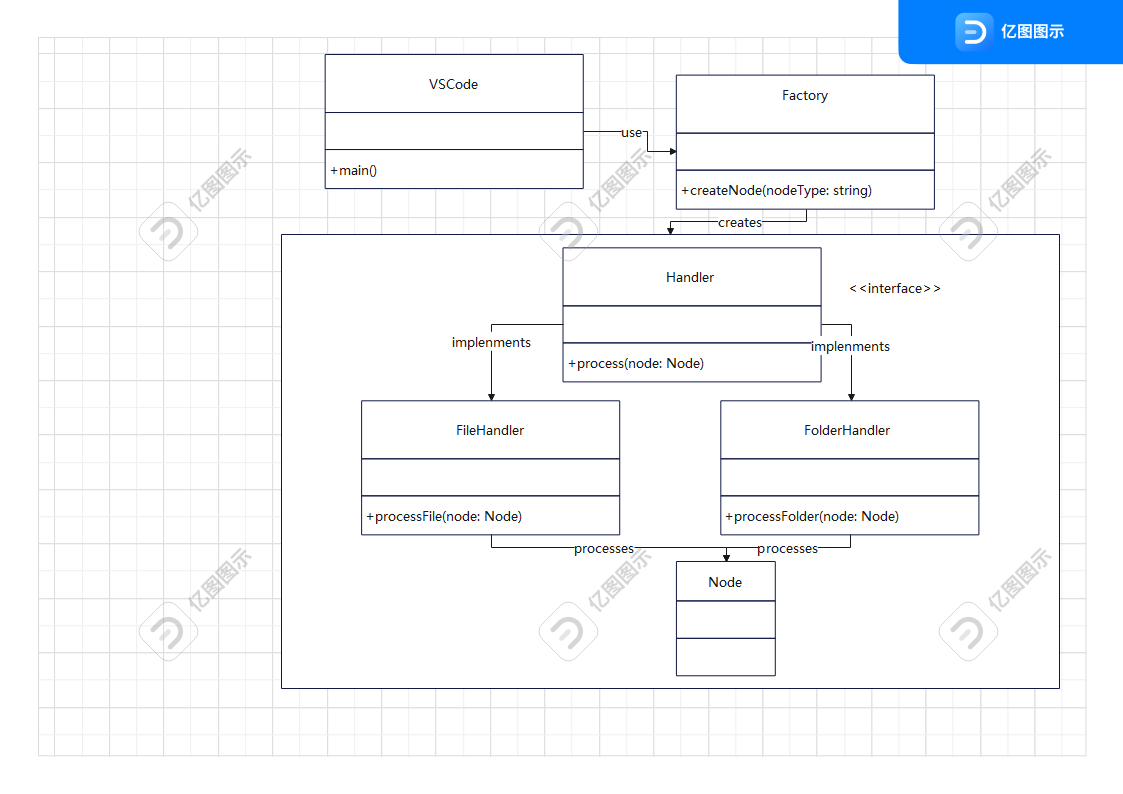 亿图图示
VSCode
Factory
use
+main()
+createNode(nodeType: string)
creates
Handler
<<interface>>
implenments
implenments
+process(node: Node)
FileHandler
FolderHandler
+processFile(node: Node)
+processFolder(node: Node)
processes
processes
Node
亿图图示
亿图图示
亿图图示
亿图图示
亿图图示
亿图图示